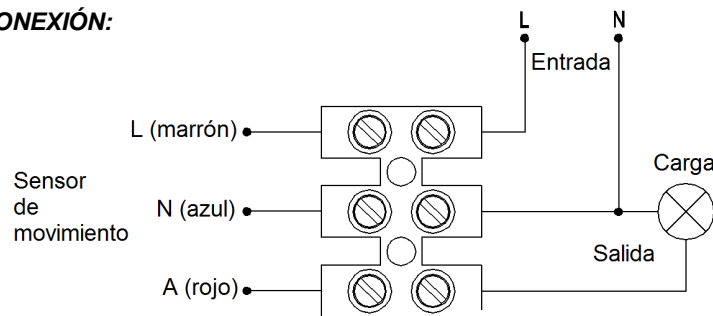 ONEXIÓN:
L N
Entrada
L (marrón)
Carga
Sensor
de
movimiento
N (azul)
Salida
A (rojo)